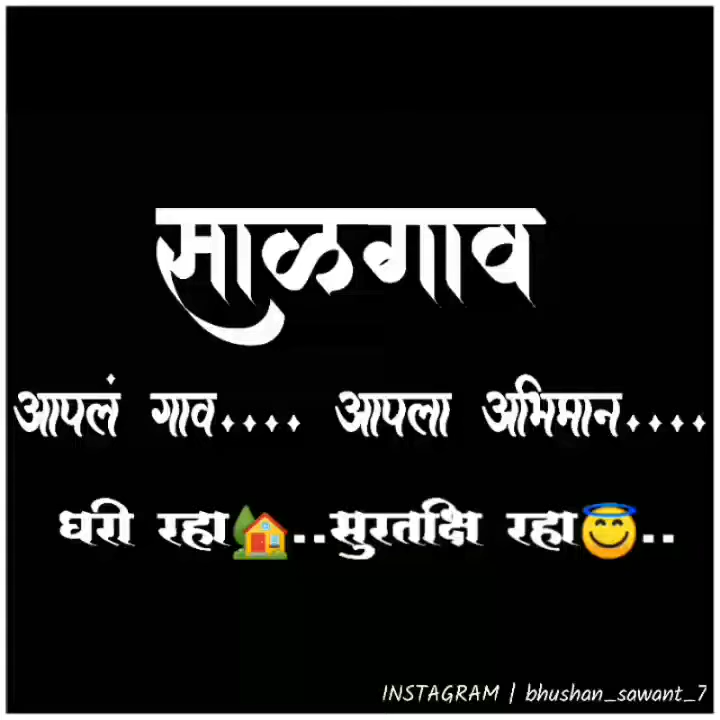 साळगाव
आपलं गाव.... आपला अभिमान....
घरी रहा🏡..सुरतक्षि रहा😇..
INSTAGRAM | bhushan_sawant_7